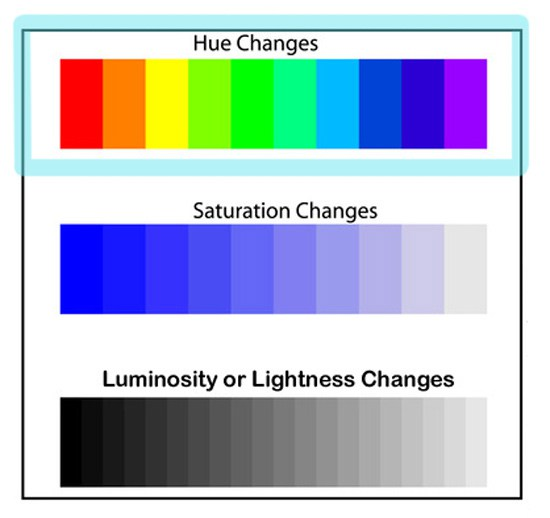 Hue Changes
Saturation Changes
Luminosity or Lightness Changes